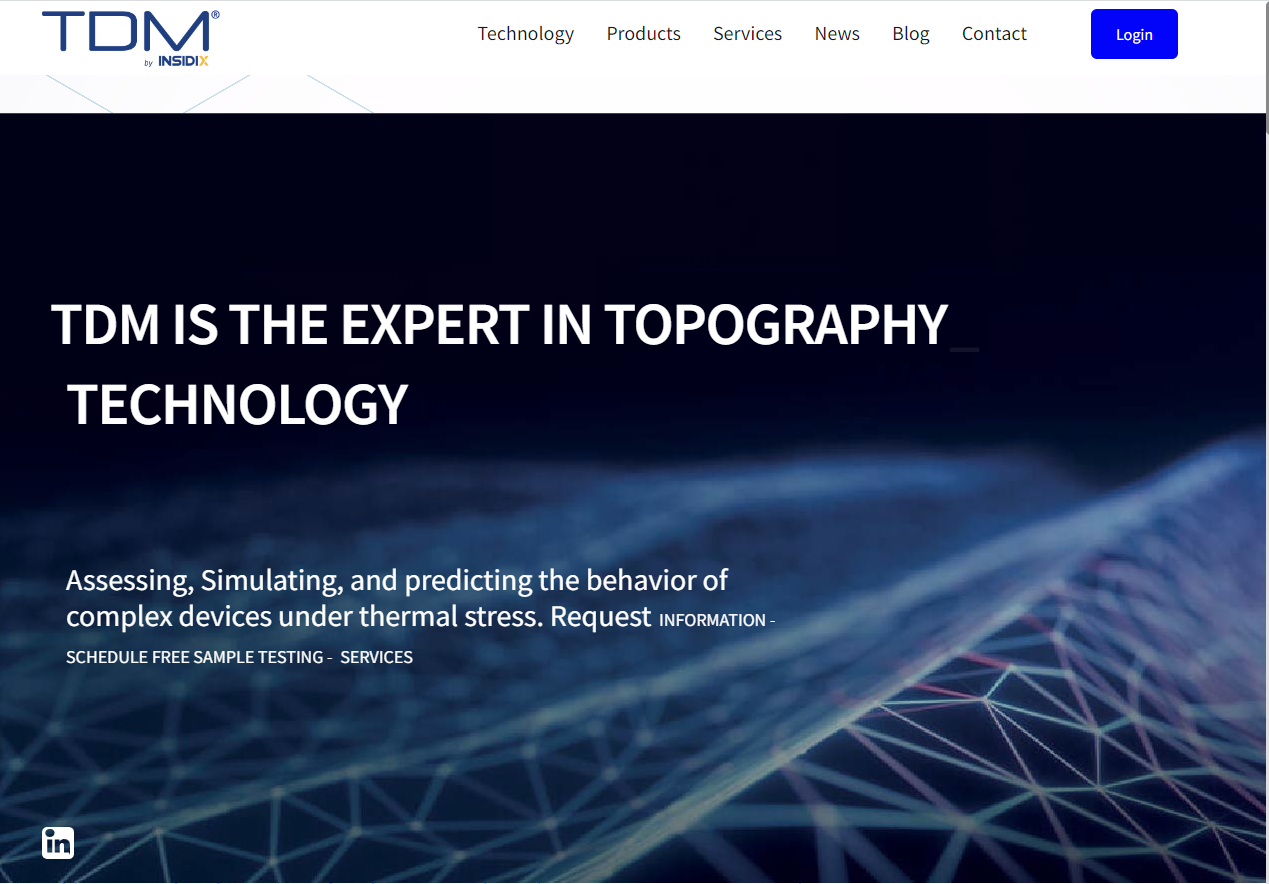 TDM®
by INSIDIX
Technology Products Services News Blog Contact Login
TDM IS THE EXPERT IN TOPOGRAPHY_
TECHNOLOGY
Assessing, Simulating, and predicting the behavior of
complex devices under thermal stress. Request INFORMATION -
SCHEDULE FREE SAMPLE TESTING - SERVICES
in